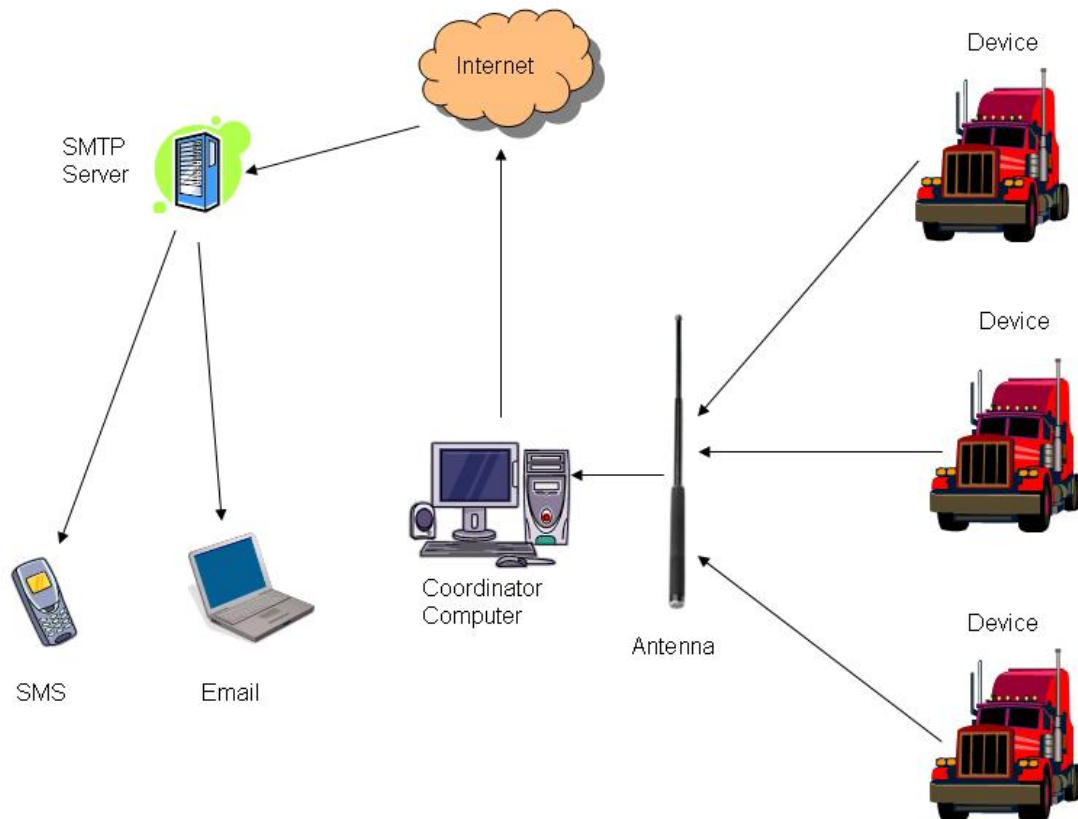 Device
Internet
SMTP
Server
Device
Coordinator
Computer
Device
Antenna
SMS
Email